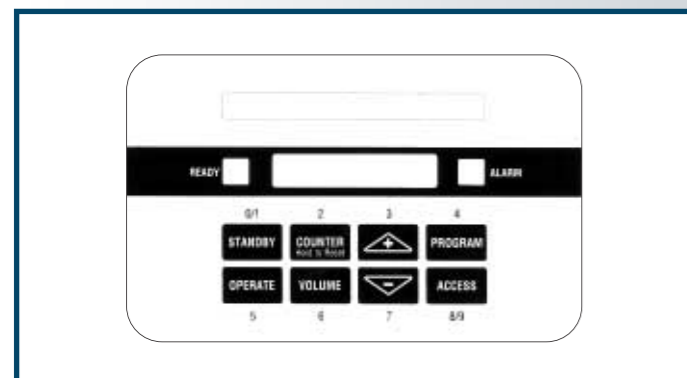 READY ALARM
0/1 2 3 4
STANDBY COUNTER + PROGRAM
Hold to Reset
OPERATE VOLUME - ACCESS
5 6 7 8/9